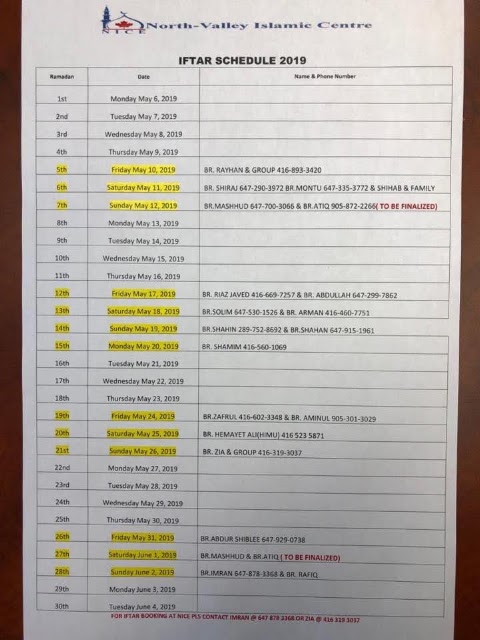 North-Valley Islamic Centre
NICE
IFTAR SCHEDULE 2019
Ramadan Date Name & Phone Number
1st Monday May 6, 2019
2nd Tuesday May 7, 2019
3rd Wednesday May 8, 2019
4th Thursday May 9, 2019
5th Friday May 10, 2019 BR. RAYHAN & GROUP 416-893-3420
6th Saturday May 11, 2019 BR. SHIRAJ 647-290-3972 BR.MONTU 647-335-3772 & SHIHAB & FAMILY
7th Sunday May 12, 2019 BR.MASHHUD 647-700-3066 & BR.ATIQ 905-872-2266( TO BE FINALIZED)
8th Monday May 13, 2019
9th Tuesday May 14, 2019
10th Wednesday May 15, 2019
11th Thursday May 16, 2019
12th Friday May 17, 2019 BR. RIAZ JAVED 416-669-7257 & BR. ABDULLAH 647-299-7862
13th Saturday May 18, 2019 BR.SOLIM 647-530-1526 & BR. ARMAN 416-460-7751
14th Sunday May 19, 2019 BR.SHAHIN 289-752-8692 & BR.SHAHAN 647-915-1961
15th Monday May 20, 2019 BR. SHAMIM 416-560-1069
16th Tuesday May 21, 2019
17th Wednesday May 22, 2019
18th Thursday May 23, 2019
19th Friday May 24, 2019 BR.ZAFRUL 416-602-3348 & BR. AMINUL 905-301-3029
20th Saturday May 25, 2019 BR. HEMAYET ALI(HIMU) 416 523 5871
21st Sunday May 26, 2019 BR. ZIA & GROUP 416-319-3037
22nd Monday May 27, 2019
23rd Tuesday May 28, 2019
24th Wednesday May 29, 2019
25th Thursday May 30, 2019
26th Friday May 31, 2019 BR.ABDUR SHIBLEE 647-929-0738
27th Saturday June 1, 2019 BR.MASHHUD & BR.ATIQ ( TO BE FINALIZED)
28th Sunday June 2, 2019 BR.IMRAN 647-878-3368 & BR. RAFIQ
29th Monday June 3, 2019
30th Tuesday June 4, 2019
FOR IFTAR BOOKING AT NICE PLS CONTACT IMRAN @ 647 878 3368 OR ZIA @ 416 319 3037